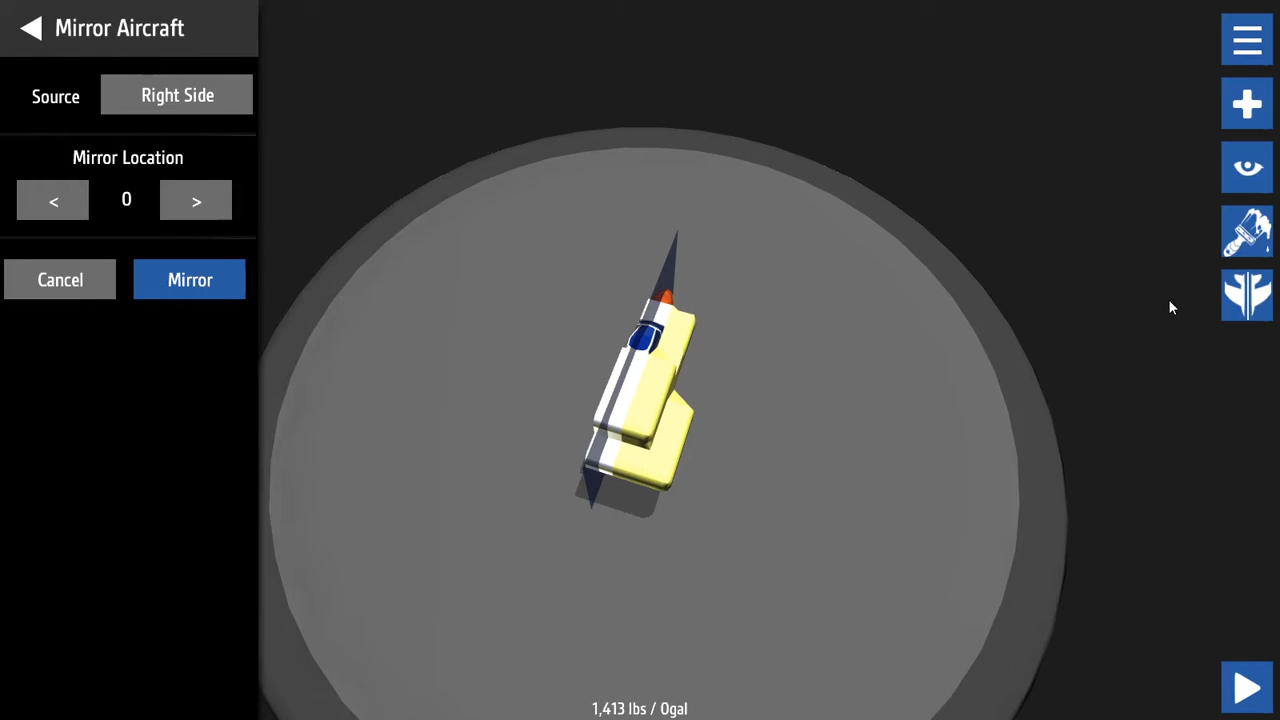 Mirror Aircraft
Source
Right Side
Mirror Location
<
0
>
Cancel
Mirror
1,413 lbs / 0gal